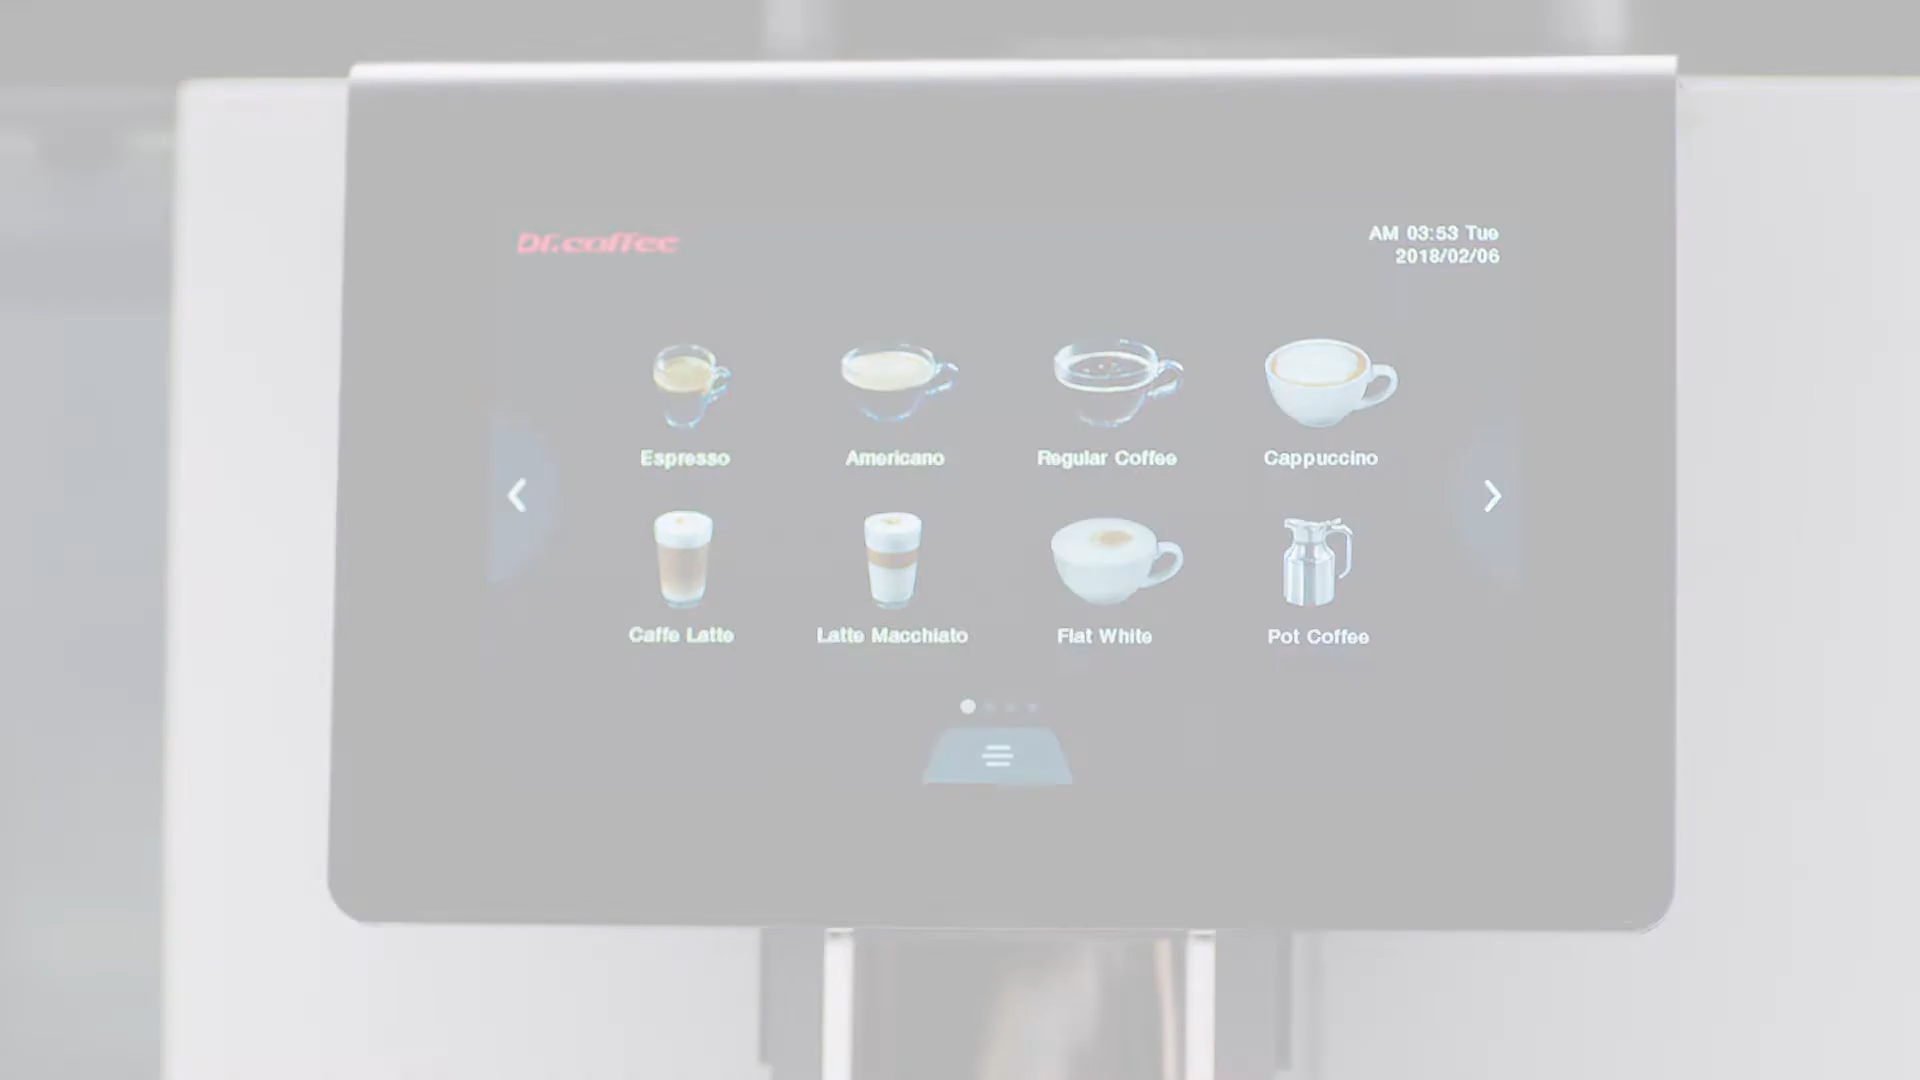 Dr.coffee
AM 03:53 Tue
2018/02/06
Espresso
Americano
Regular Coffee
Cappuccino
Caffe Latte
Latte Macchiato
Flat White
Pot Coffee